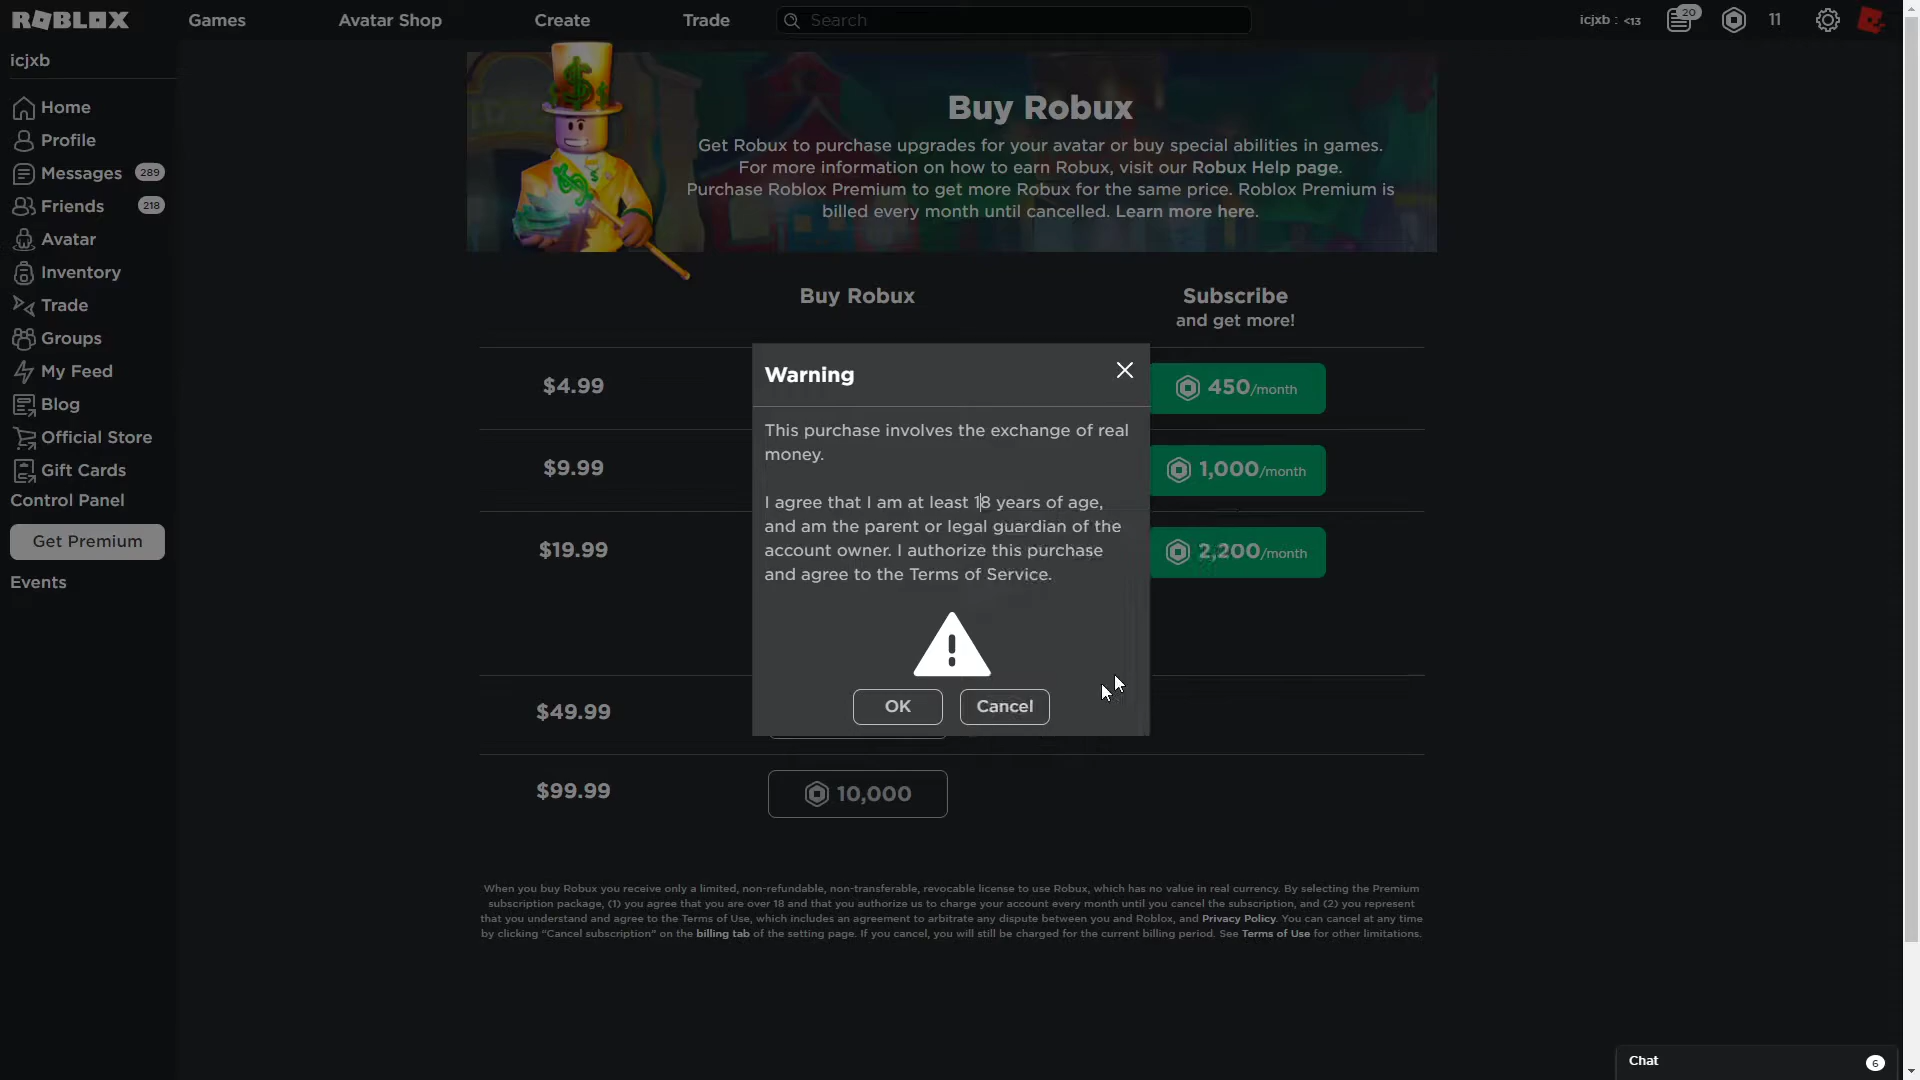 ROBLOX
Games
Avatar Shop
Create
Trade
Search
icjxb : <13
20
11
icjxb
Home
Profile
Messages 289
Friends 218
Avatar
Inventory
Trade
Groups
My Feed
Blog
Official Store
Gift Cards
Control Panel
Get Premium
Events
Buy Robux
Get Robux to purchase upgrades for your avatar or buy special abilities in games.
For more information on how to earn Robux, visit our Robux Help page.
Purchase Roblox Premium to get more Robux for the same price. Roblox Premium is
billed every month until cancelled. Learn more here.
Buy Robux
Subscribe
and get more!
$4.99
450/month
$9.99
1,000/month
$19.99
2,200/month
$49.99
$99.99
10,000
Warning
This purchase involves the exchange of real
money.
I agree that I am at least 18 years of age,
and am the parent or legal guardian of the
account owner. I authorize this purchase
and agree to the Terms of Service.
OK
Cancel
When you buy Robux you receive only a limited, non-refundable, non-transferable, revocable license to use Robux, which has no value in real currency. By selecting the Premium
subscription package, (1) you agree that you are over 18 and that you authorize us to charge your account every month until you cancel the subscription, and (2) you represent
that you understand and agree to the Terms of Use, which includes an agreement to arbitrate any dispute between you and Roblox, and Privacy Policy. You can cancel at any time
by clicking “Cancel subscription” on the billing tab of the setting page. If you cancel, you will still be charged for the current billing period. See Terms of Use for other limitations.
Chat
6